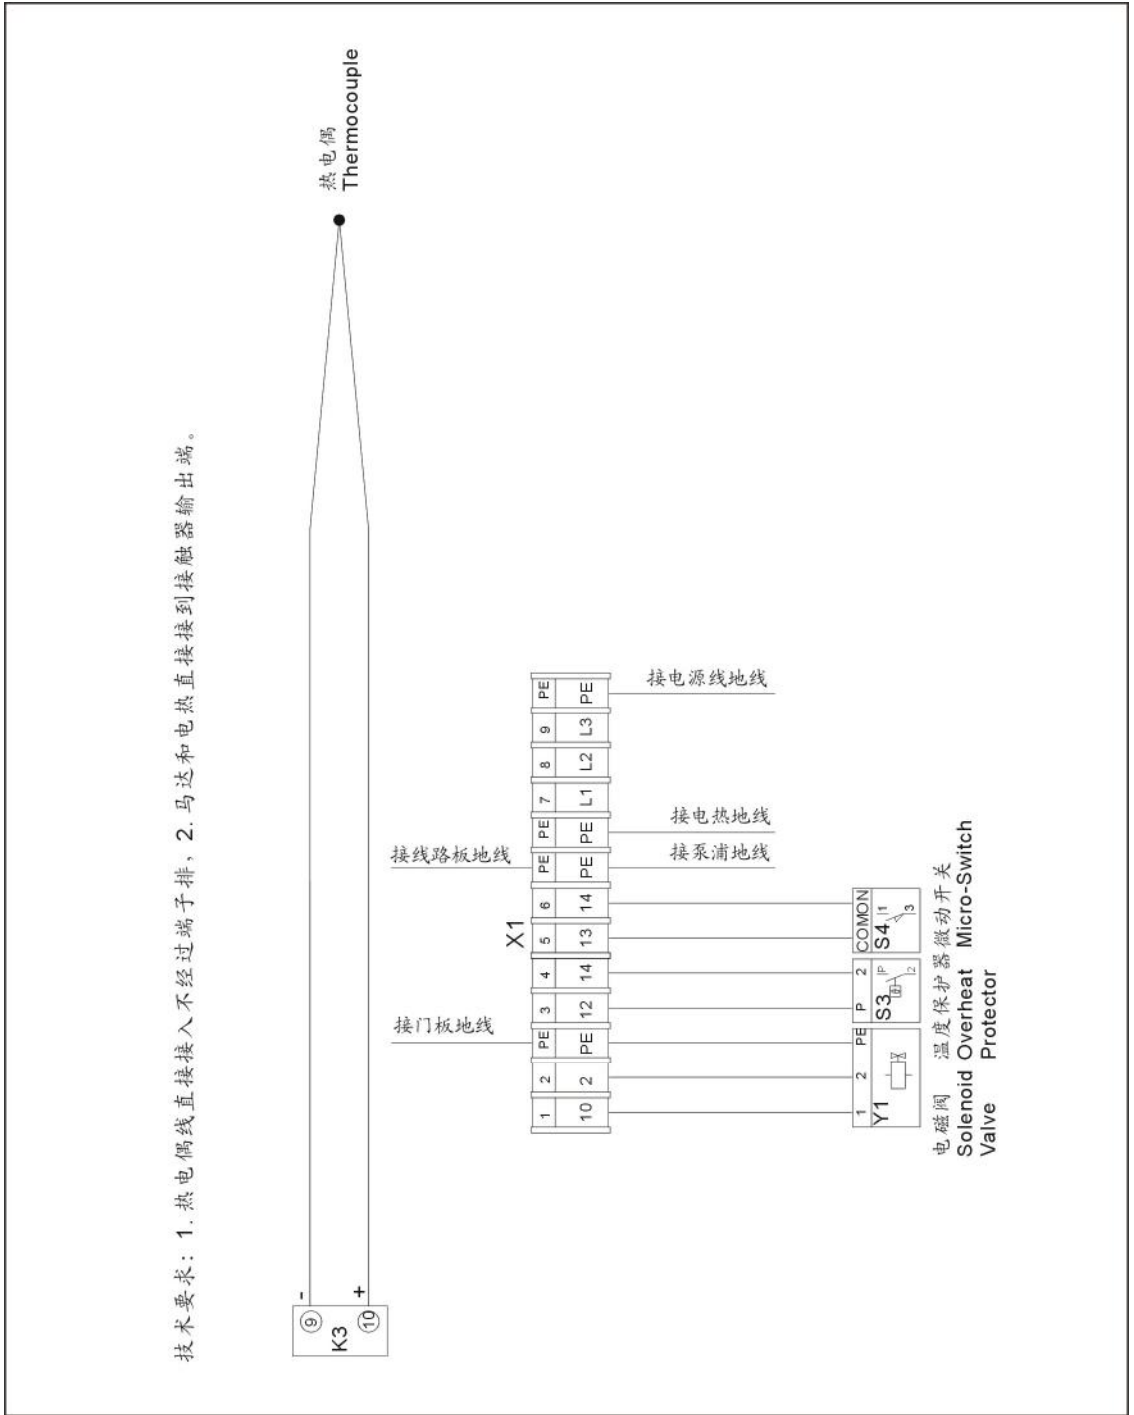 技术要求：1.热电偶线直接接入不经过端子排，2.马达和电热直接接到接触器输出端。
热电偶
Thermocouple
9 -
10 +
K3
接门板地线
接线路板地线
X1
1 2 PE 3 4 5 6 PE PE 7 8 9 PE
10 2 PE 12 14 13 14 PE PE L1 L2 L3 PE
接泵浦地线
接电热地线
接电源线地线
1 2 PE
Y1
P 2
S3 P 2
COMON
S4 1 3
电磁阀 温度保护器 微动开关
Solenoid Overheat Micro-Switch
Valve Protector